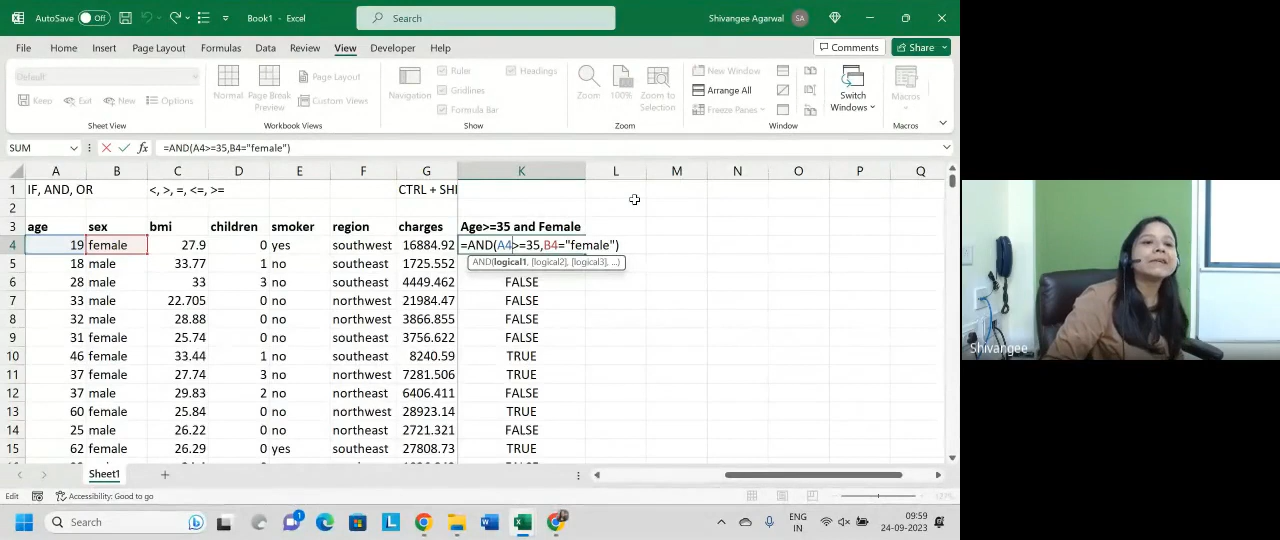 AutoSave Off Book1 - Excel Search Shivangee Agarwal SA
File Home Insert Page Layout Formulas Data Review View Developer Help Comments Share
Default Keep Exit New Options
Sheet View
Normal Page Break Preview Page Layout Custom Views
Workbook Views
Navigation Ruler Gridlines Formula Bar Headings
Show
Zoom 100% Zoom to Selection
Zoom
New Window Arrange All Freeze Panes Switch Windows
Window
Macros
Macros
SUM fx =AND(A4>=35,B4="female")
A B C D E F G K L M N O P Q
1 IF, AND, OR <, >, =, <=, >= CTRL + SHI
2
3 age sex bmi children smoker region charges Age>=35 and Female
4 19 female 27.9 0 yes southwest 16884.92 =AND(A4>=35,B4="female")
5 18 male 33.77 1 no southeast 1725.552 AND(logical1, [logical2], [logical3], ...)
6 28 male 33 3 no southeast 4449.462 FALSE
7 33 male 22.705 0 no northwest 21984.47 FALSE
8 32 male 28.88 0 no northwest 3866.855 FALSE
9 31 female 25.74 0 no southeast 3756.622 FALSE
10 46 female 33.44 1 no southeast 8240.59 TRUE
11 37 female 27.74 3 no northwest 7281.506 TRUE
12 37 male 29.83 2 no northeast 6406.411 FALSE
13 60 female 25.84 0 no northwest 28923.14 TRUE
14 25 male 26.22 0 no northeast 2721.321 FALSE
15 62 female 26.29 0 yes southeast 27808.73 TRUE
Sheet1
Edit Accessibility: Good to go
Search ENG IN 09:59 24-09-2023
Shivangee